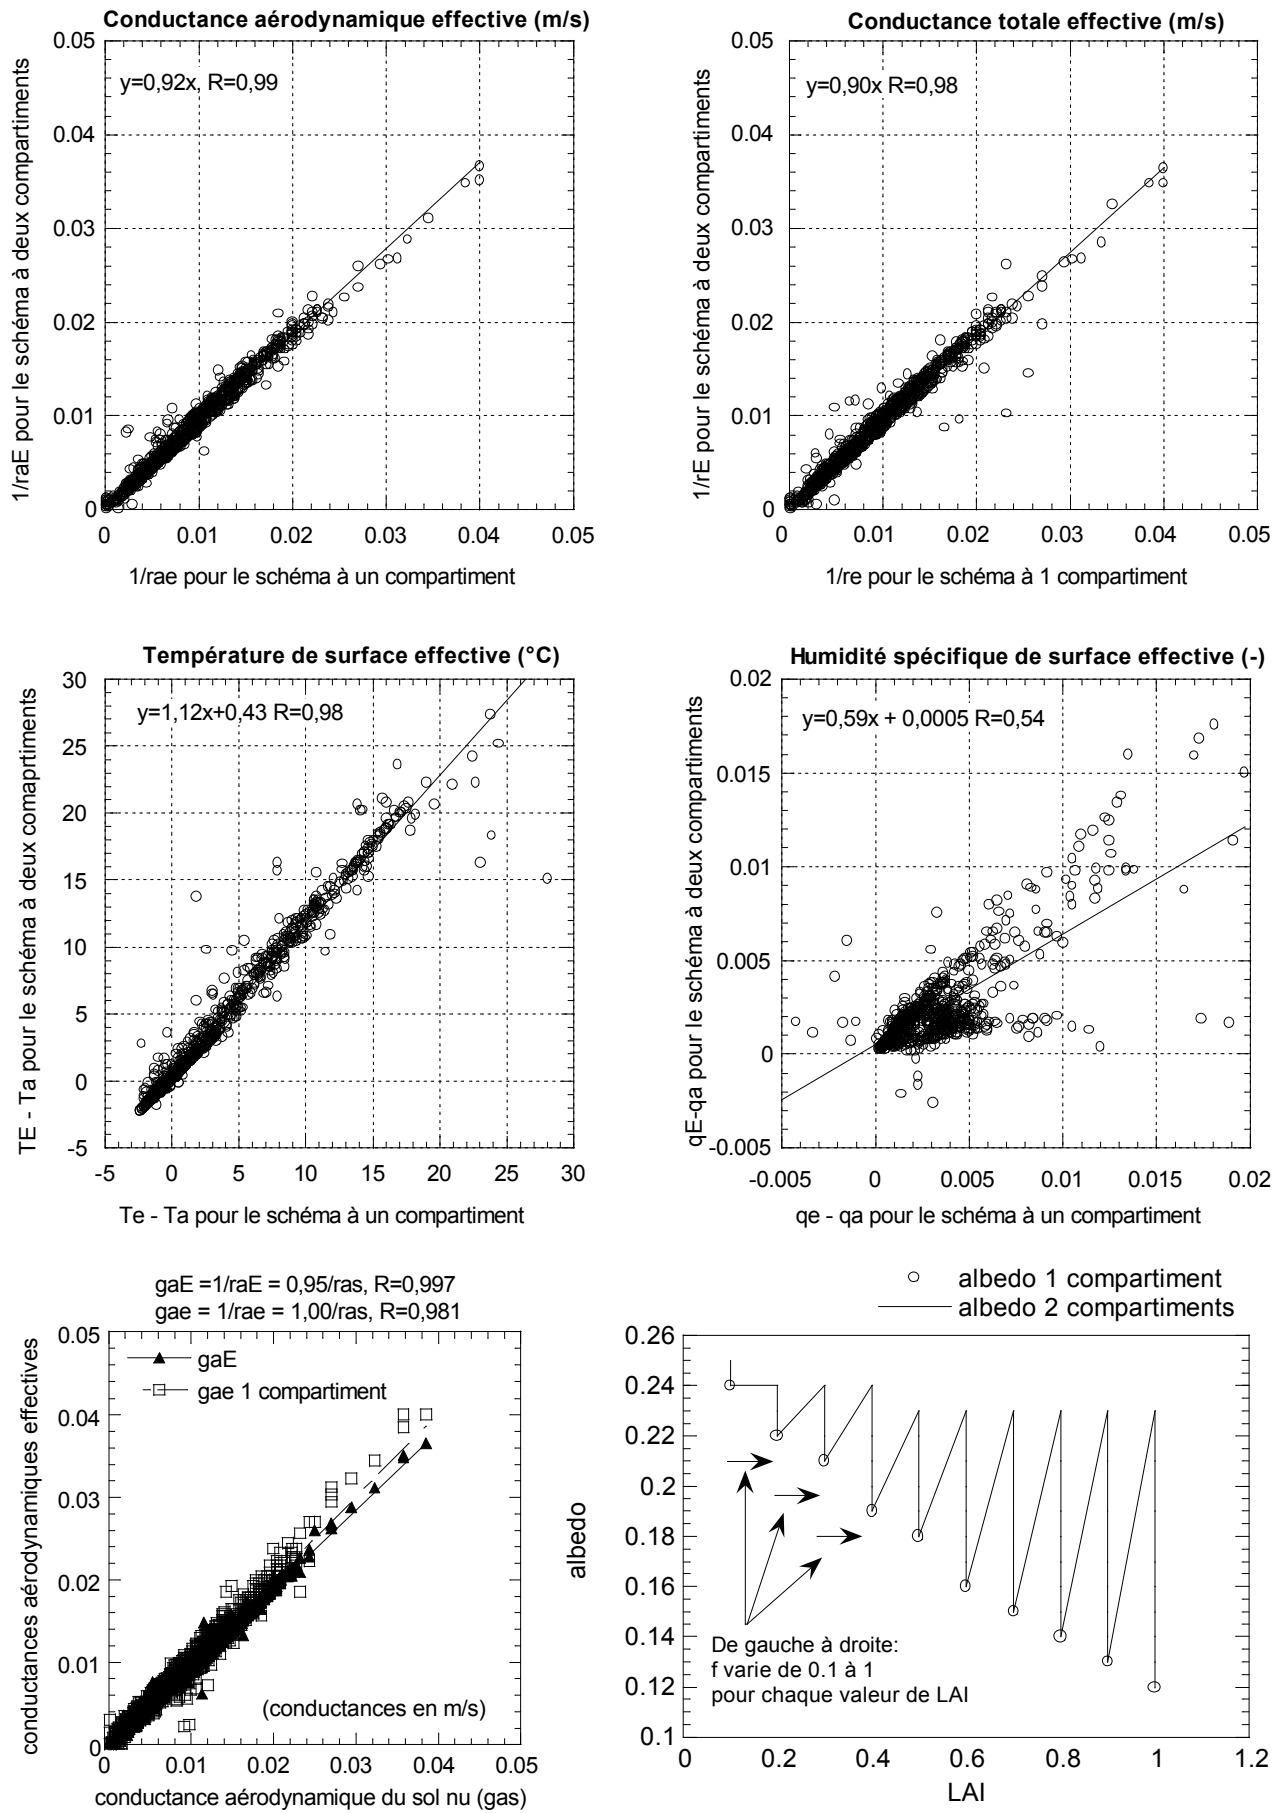 Conductance aérodynamique effective (m/s)
0.05
0.04
0.03
0.02
0.01
0
y=0,92x, R=0,99
1/raE pour le schéma à deux compartiments
0 0.01 0.02 0.03 0.04 0.05
1/rae pour le schéma à un compartiment
Conductance totale effective (m/s)
0.05
0.04
0.03
0.02
0.01
0
y=0,90x R=0,98
1/rE pour le schéma à deux compartiments
0 0.01 0.02 0.03 0.04 0.05
1/re pour le schéma à 1 compartiment
Température de surface effective (°C)
30
25
20
15
10
5
0
-5
y=1,12x+0,43 R=0,98
TE - Ta pour le schéma à deux comaprtiments
-5 0 5 10 15 20 25 30
Te - Ta pour le schéma à un compartiment
Humidité spécifique de surface effective (-)
0.02
0.015
0.01
0.005
0
-0.005
y=0,59x + 0,0005 R=0,54
qE-qa pour le schéma à deux compartiments
-0.005 0 0.005 0.01 0.015 0.02
qe - qa pour le schéma à un compartiment
gaE =1/raE = 0,95/ras, R=0,997
gae = 1/rae = 1,00/ras, R=0,981
0.05
0.04
0.03
0.02
0.01
0
gaE
gae 1 compartiment
(conductances en m/s)
conductances aérodynamiques effectives
0 0.01 0.02 0.03 0.04 0.05
conductance aérodynamique du sol nu (gas)
albedo 1 compartiment
albedo 2 compartiments
0.26
0.24
0.22
0.2
0.18
0.16
0.14
0.12
0.1
albedo
De gauche à droite:
f varie de 0.1 à 1
pour chaque valeur de LAI
0 0.2 0.4 0.6 0.8 1 1.2
LAI